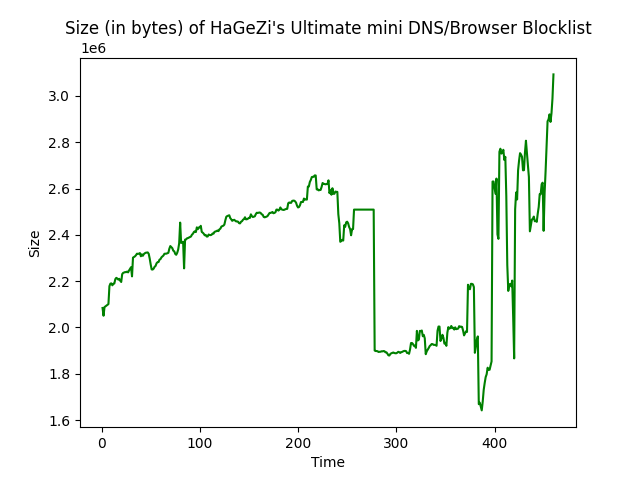 Size (in bytes) of HaGeZi's Ultimate mini DNS/Browser Blocklist
1e6
3.0
2.8
2.6
2.4
2.2
2.0
1.8
1.6
Size
0 100 200 300 400
Time